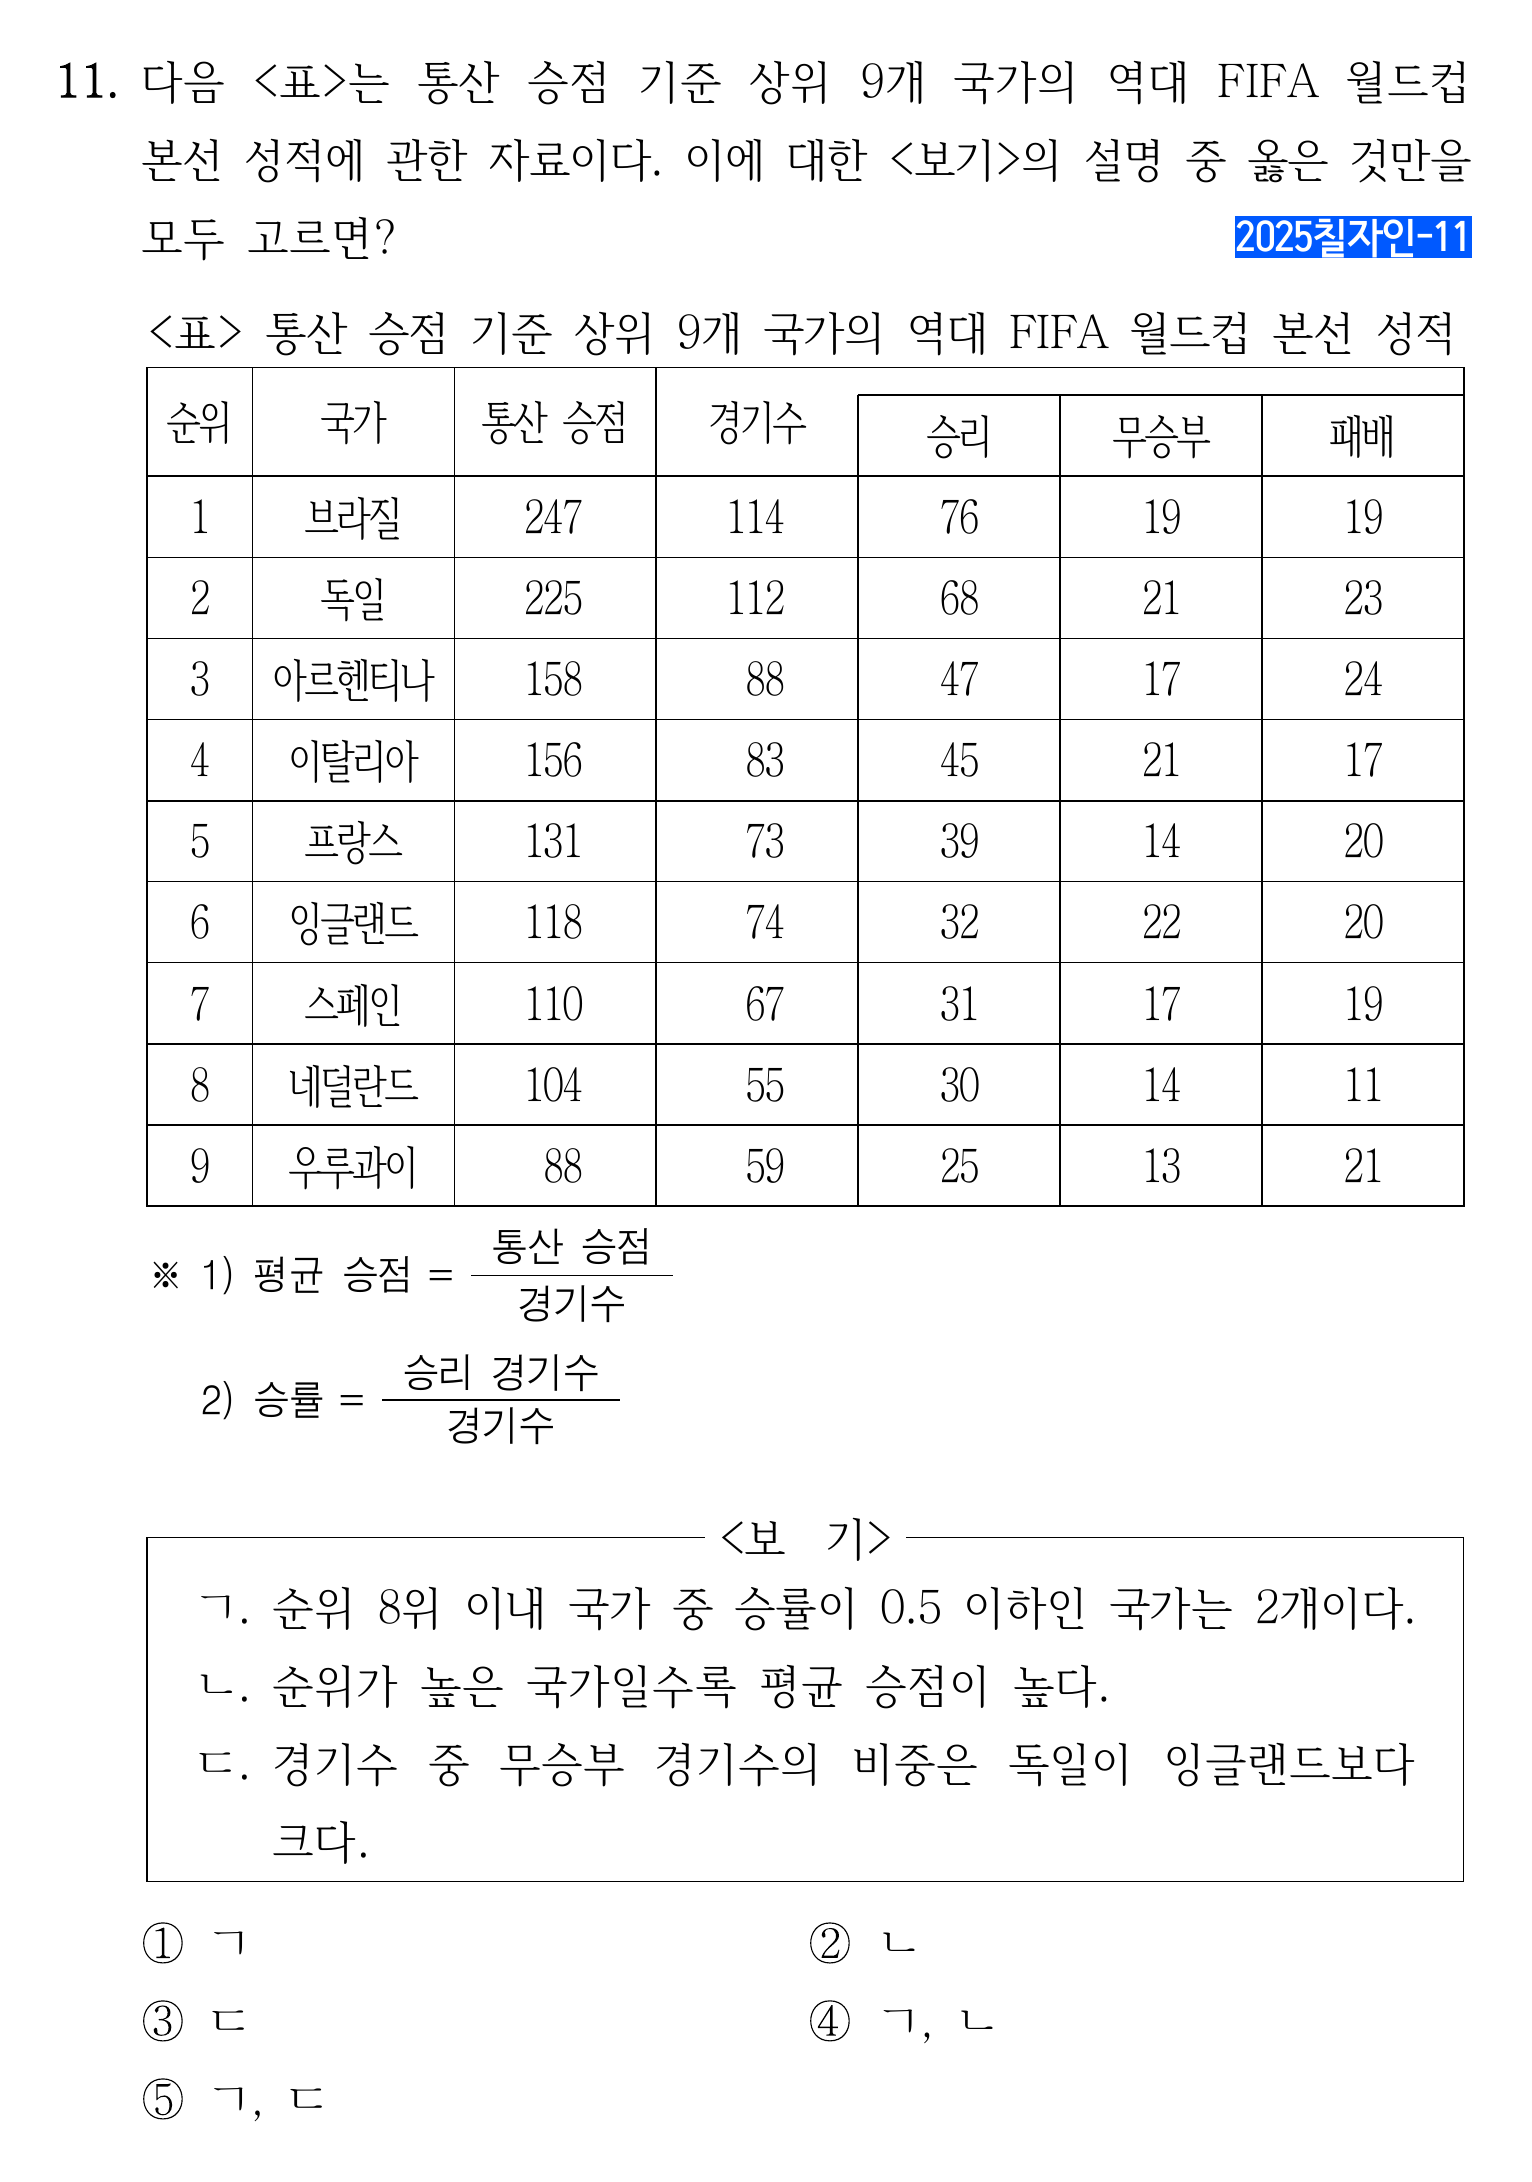 11. 다음 <표>는 통산 승점 기준 상위 9개 국가의 역대 FIFA 월드컵
본선 성적에 관한 자료이다. 이에 대한 <보기>의 설명 중 옳은 것만을
모두 고르면? 2025칠자인-11
<표> 통산 승점 기준 상위 9개 국가의 역대 FIFA 월드컵 본선 성적
순위 국가 통산 승점 경기수 승리 무승부 패배
1 브라질 247 114 76 19 19
2 독일 225 112 68 21 23
3 아르헨티나 158 88 47 17 24
4 이탈리아 156 83 45 21 17
5 프랑스 131 73 39 14 20
6 잉글랜드 118 74 32 22 20
7 스페인 110 67 31 17 19
8 네덜란드 104 55 30 14 11
9 우루과이 88 59 25 13 21
※ 1) 평균 승점 = 통산 승점 / 경기수
2) 승률 = 승리 경기수 / 경기수
<보 기>
ㄱ. 순위 8위 이내 국가 중 승률이 0.5 이하인 국가는 2개이다.
ㄴ. 순위가 높은 국가일수록 평균 승점이 높다.
ㄷ. 경기수 중 무승부 경기수의 비중은 독일이 잉글랜드보다
크다.
① ㄱ ② ㄴ
③ ㄷ ④ ㄱ, ㄴ
⑤ ㄱ, ㄷ